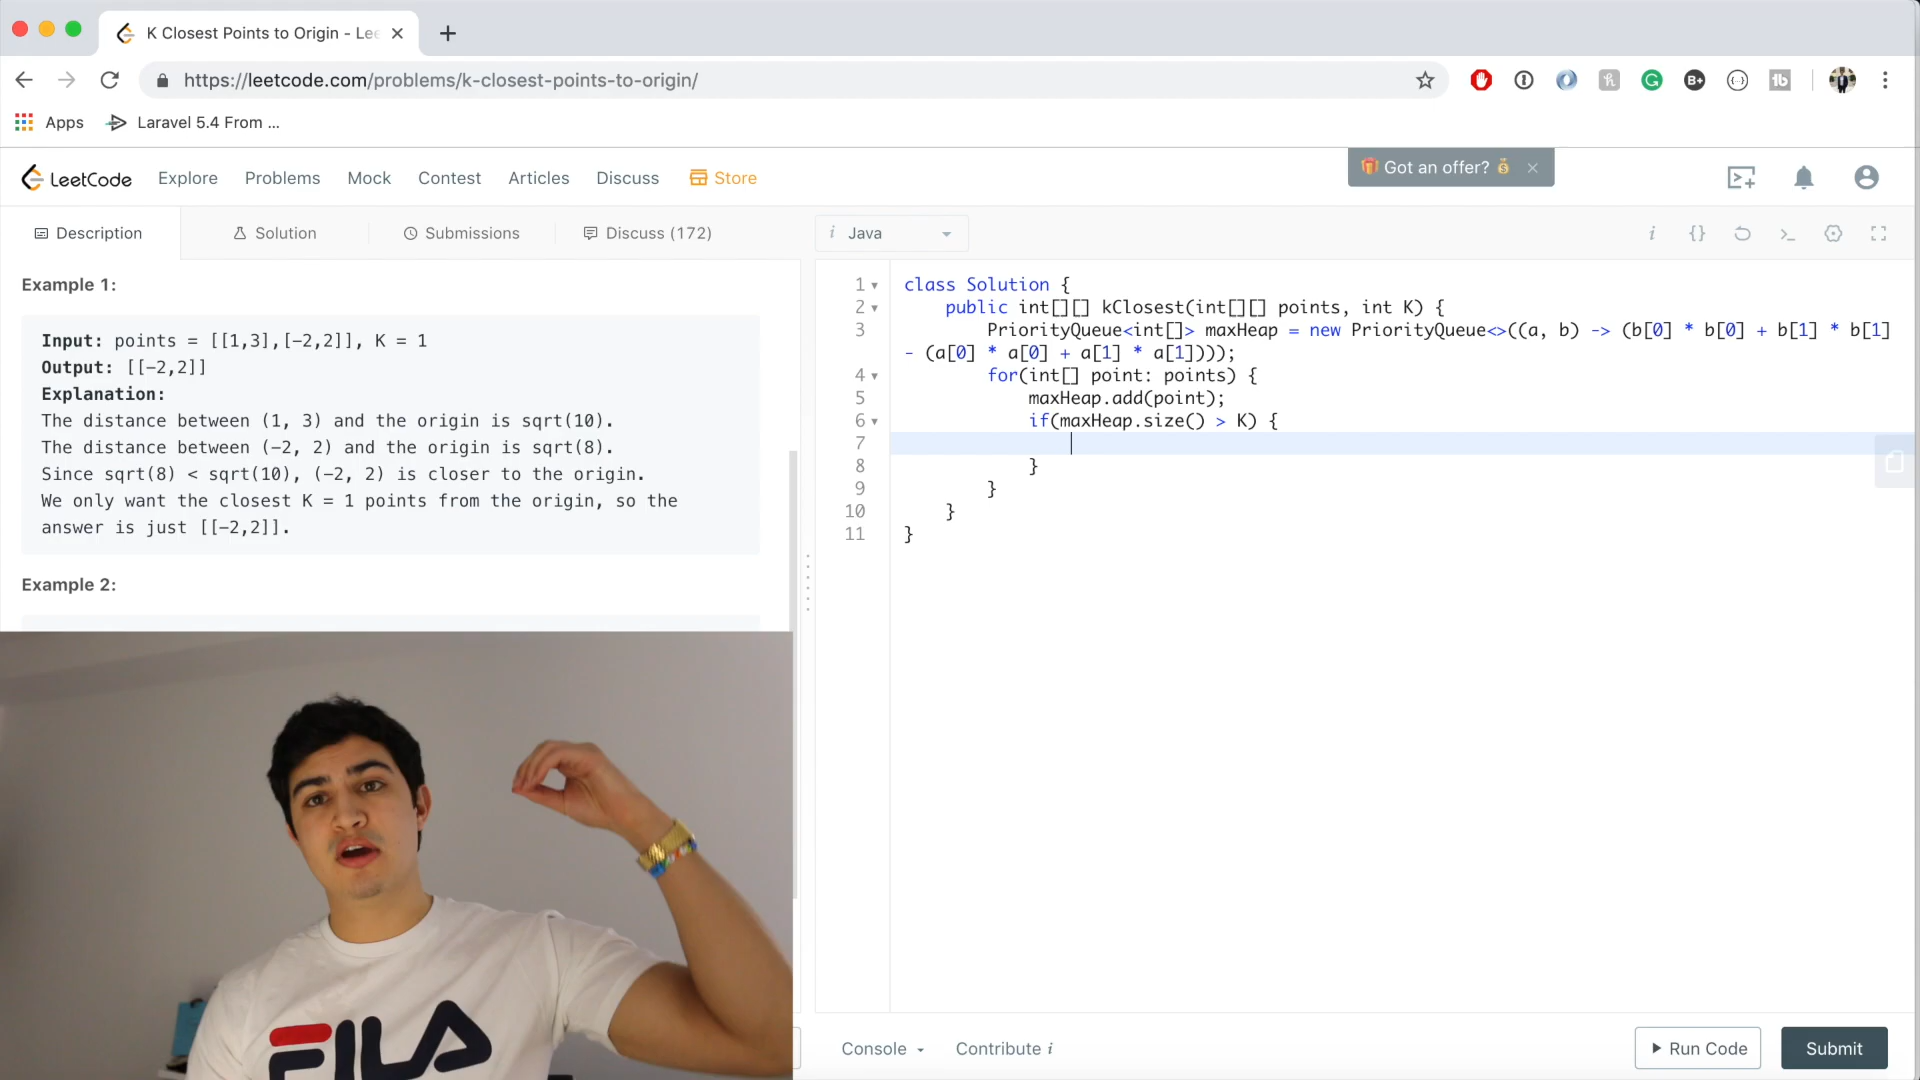 K Closest Points to Origin - Lee
https://leetcode.com/problems/k-closest-points-to-origin/
Apps
Laravel 5.4 From ...
LeetCode
Explore
Problems
Mock
Contest
Articles
Discuss
Store
Got an offer?
Description
Solution
Submissions
Discuss (172)
i Java
Example 1:
Input: points = [[1,3],[-2,2]], K = 1
Output: [[-2,2]]
Explanation:
The distance between (1, 3) and the origin is sqrt(10).
The distance between (-2, 2) and the origin is sqrt(8).
Since sqrt(8) < sqrt(10), (-2, 2) is closer to the origin.
We only want the closest K = 1 points from the origin, so the
answer is just [[-2,2]].
Example 2:
1 class Solution {
2 public int[][] kClosest(int[][] points, int K) {
3 PriorityQueue<int[]> maxHeap = new PriorityQueue<>((a, b) -> (b[0] * b[0] + b[1] * b[1]
- (a[0] * a[0] + a[1] * a[1])));
4 for(int[] point: points) {
5 maxHeap.add(point);
6 if(maxHeap.size() > K) {
7
8 }
9 }
10 }
11 }
FILA
Console
Contribute i
Run Code
Submit